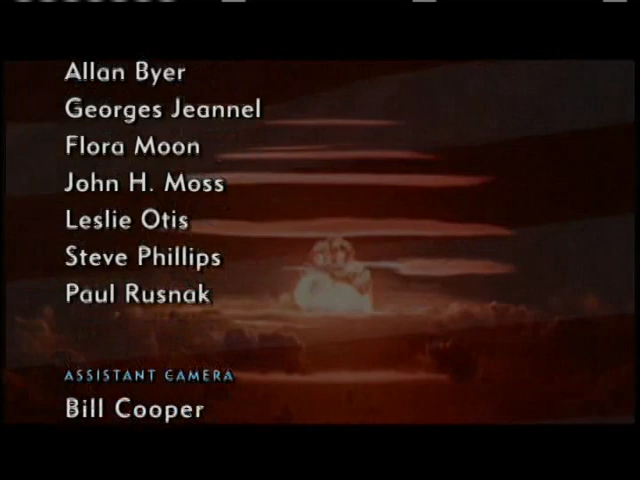 Allan Byer
Georges Jeannel
Flora Moon
John H. Moss
Leslie Otis
Steve Phillips
Paul Rusnak
ASSISTANT CAMERA
Bill Cooper